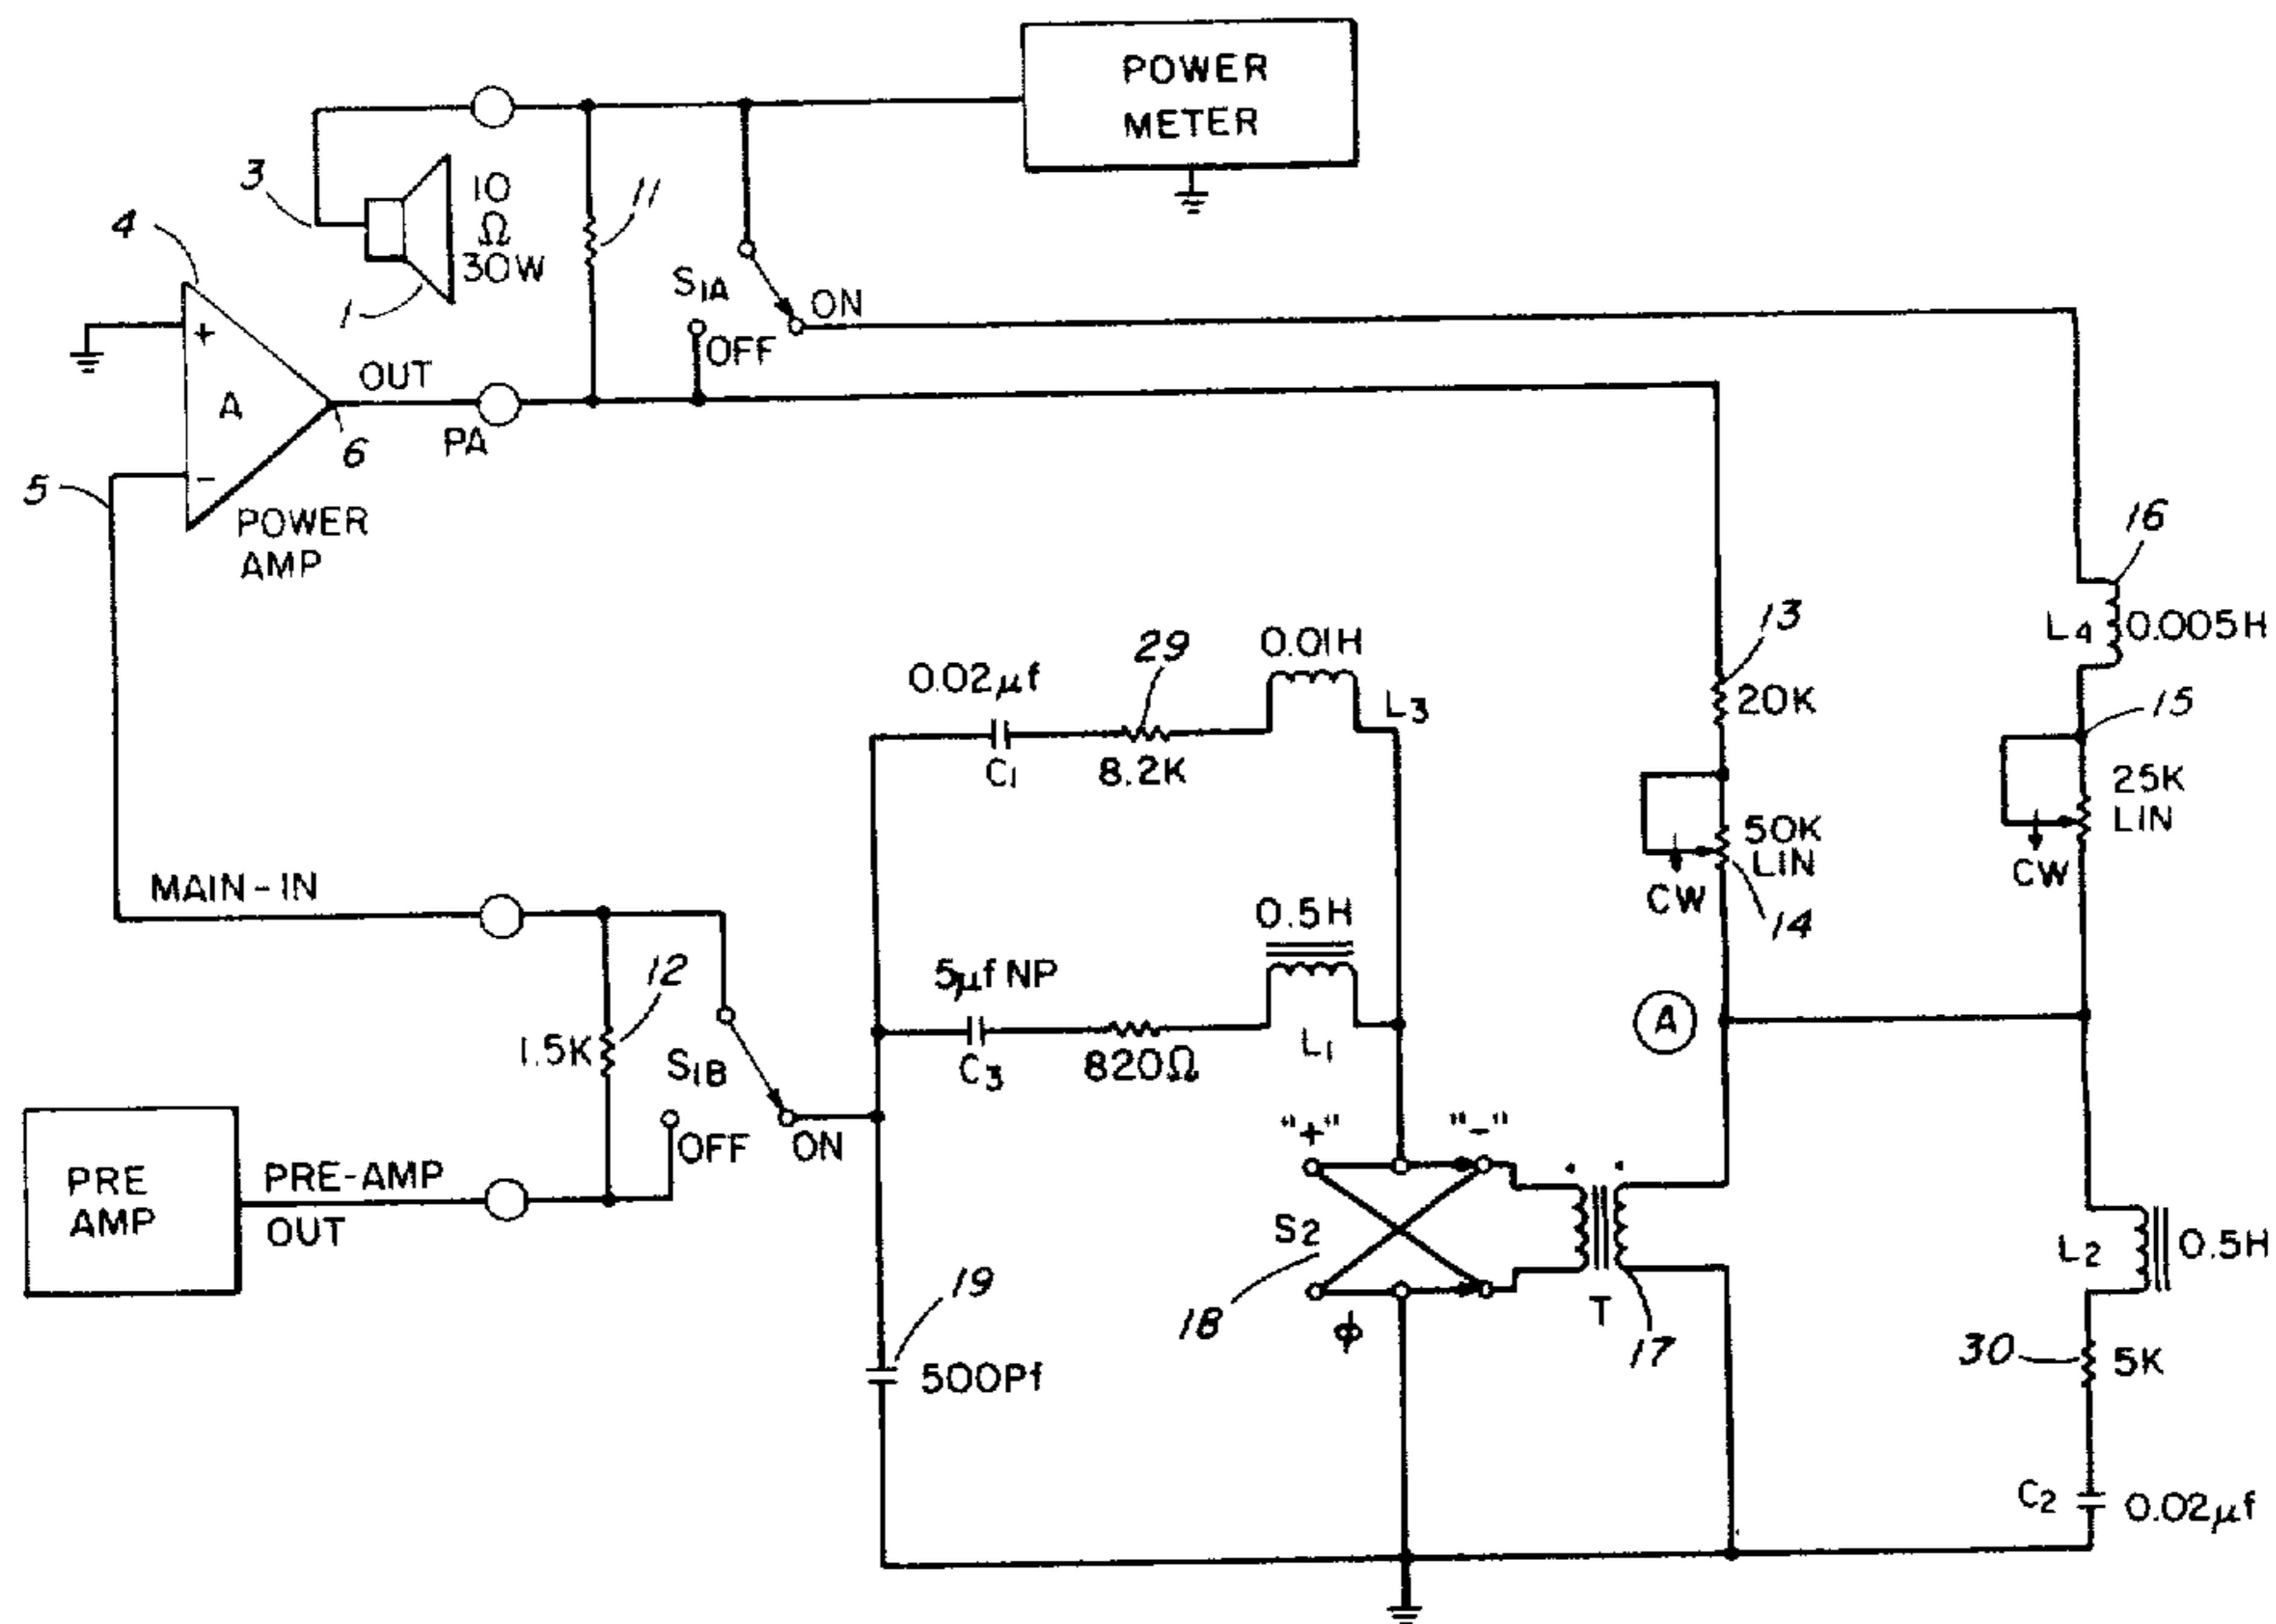 POWER
METER
3
10
Ω
30W
11
4
1
S1A
ON
OFF
+
A
-
OUT
PA
6
5
POWER
AMP
16
L4
0.005H
13
20K
15
25K
LIN
CW
0.02μf
29
0.01H
L3
C1
8.2K
50K
LIN
CW
14
MAIN-IN
12
1.5K
S1B
OFF
ON
5μf NP
0.5H
C3
820Ω
L1
A
PRE
AMP
PRE-AMP
OUT
"+"
"-"
S2
18
ϕ
T
17
L2
0.5H
19
500Pf
30
5K
C2
0.02μf